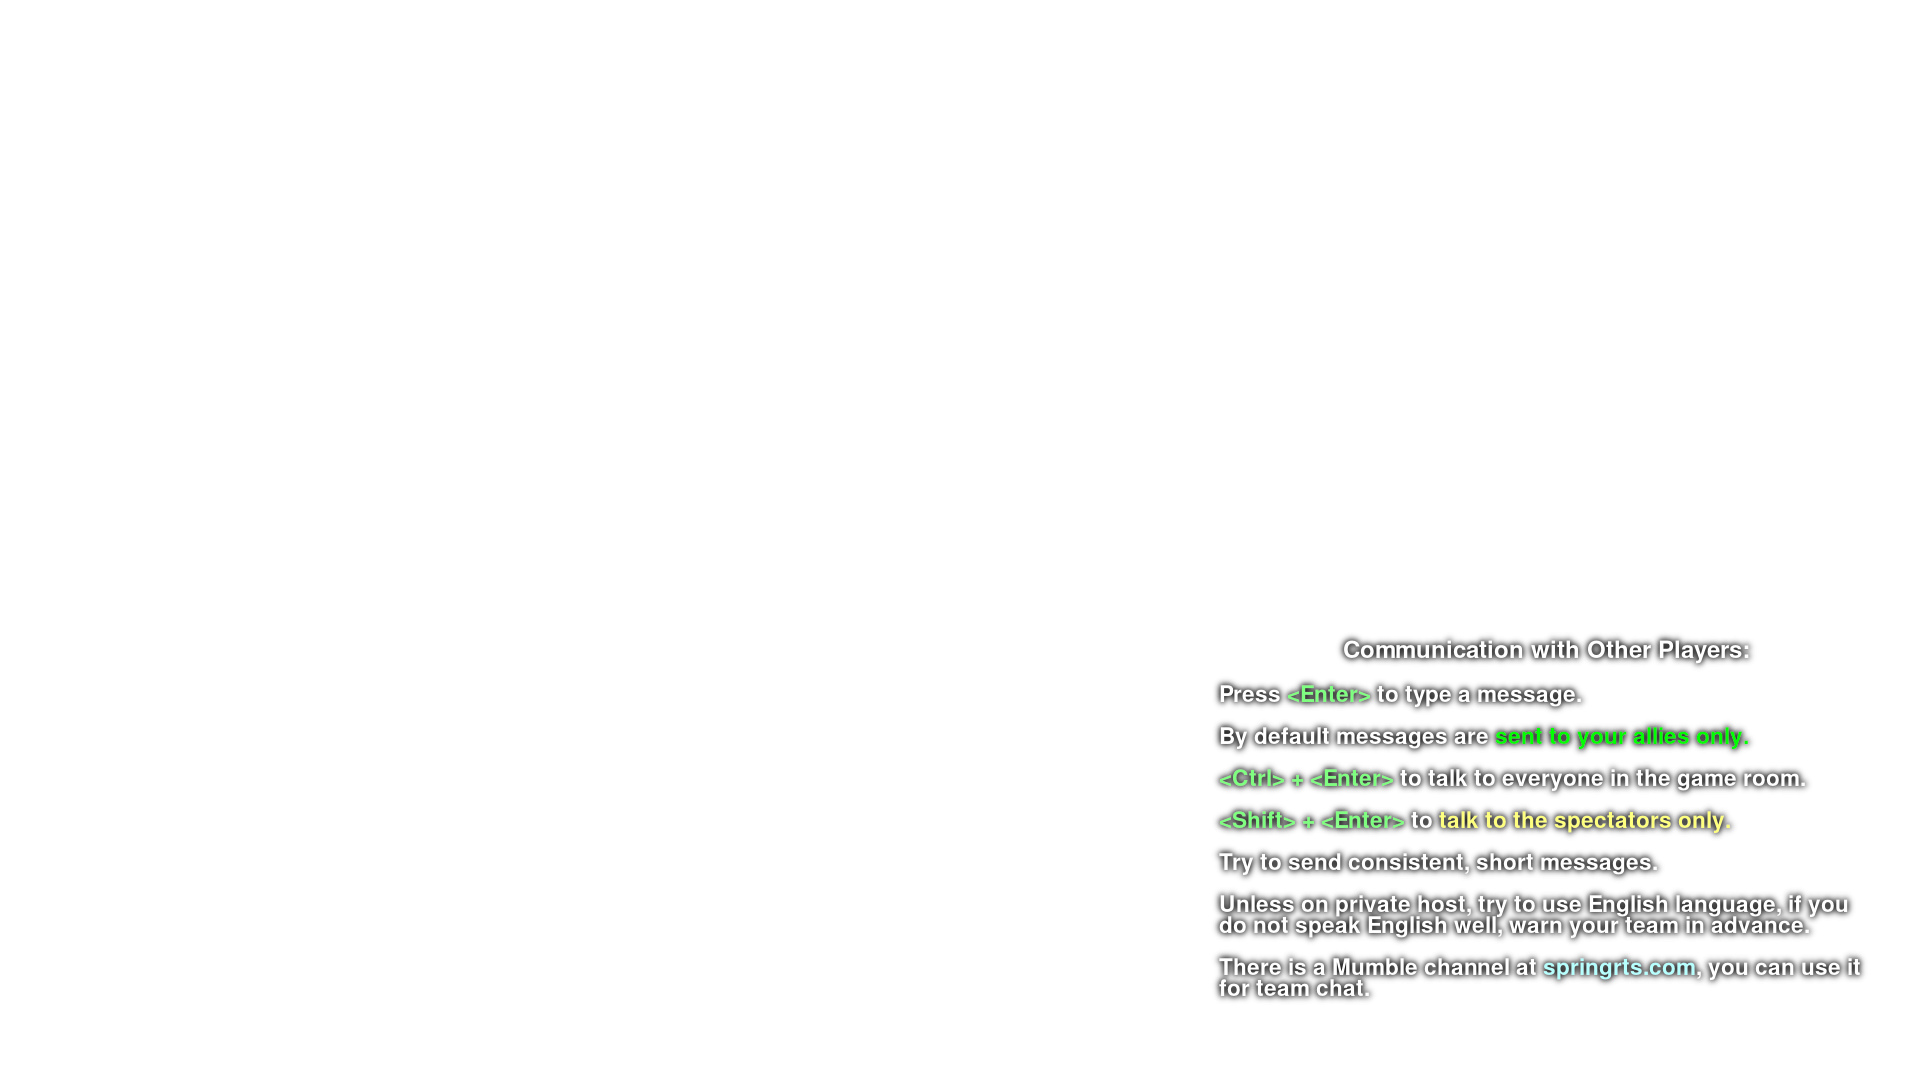 Communication with Other Players:
Press <Enter> to type a message.
By default messages are sent to your allies only.
<Ctrl> + <Enter> to talk to everyone in the game room.
<Shift> + <Enter> to talk to the spectators only.
Try to send consistent, short messages.
Unless on private host, try to use English language, if you
do not speak English well, warn your team in advance.
There is a Mumble channel at springrts.com, you can use it
for team chat.